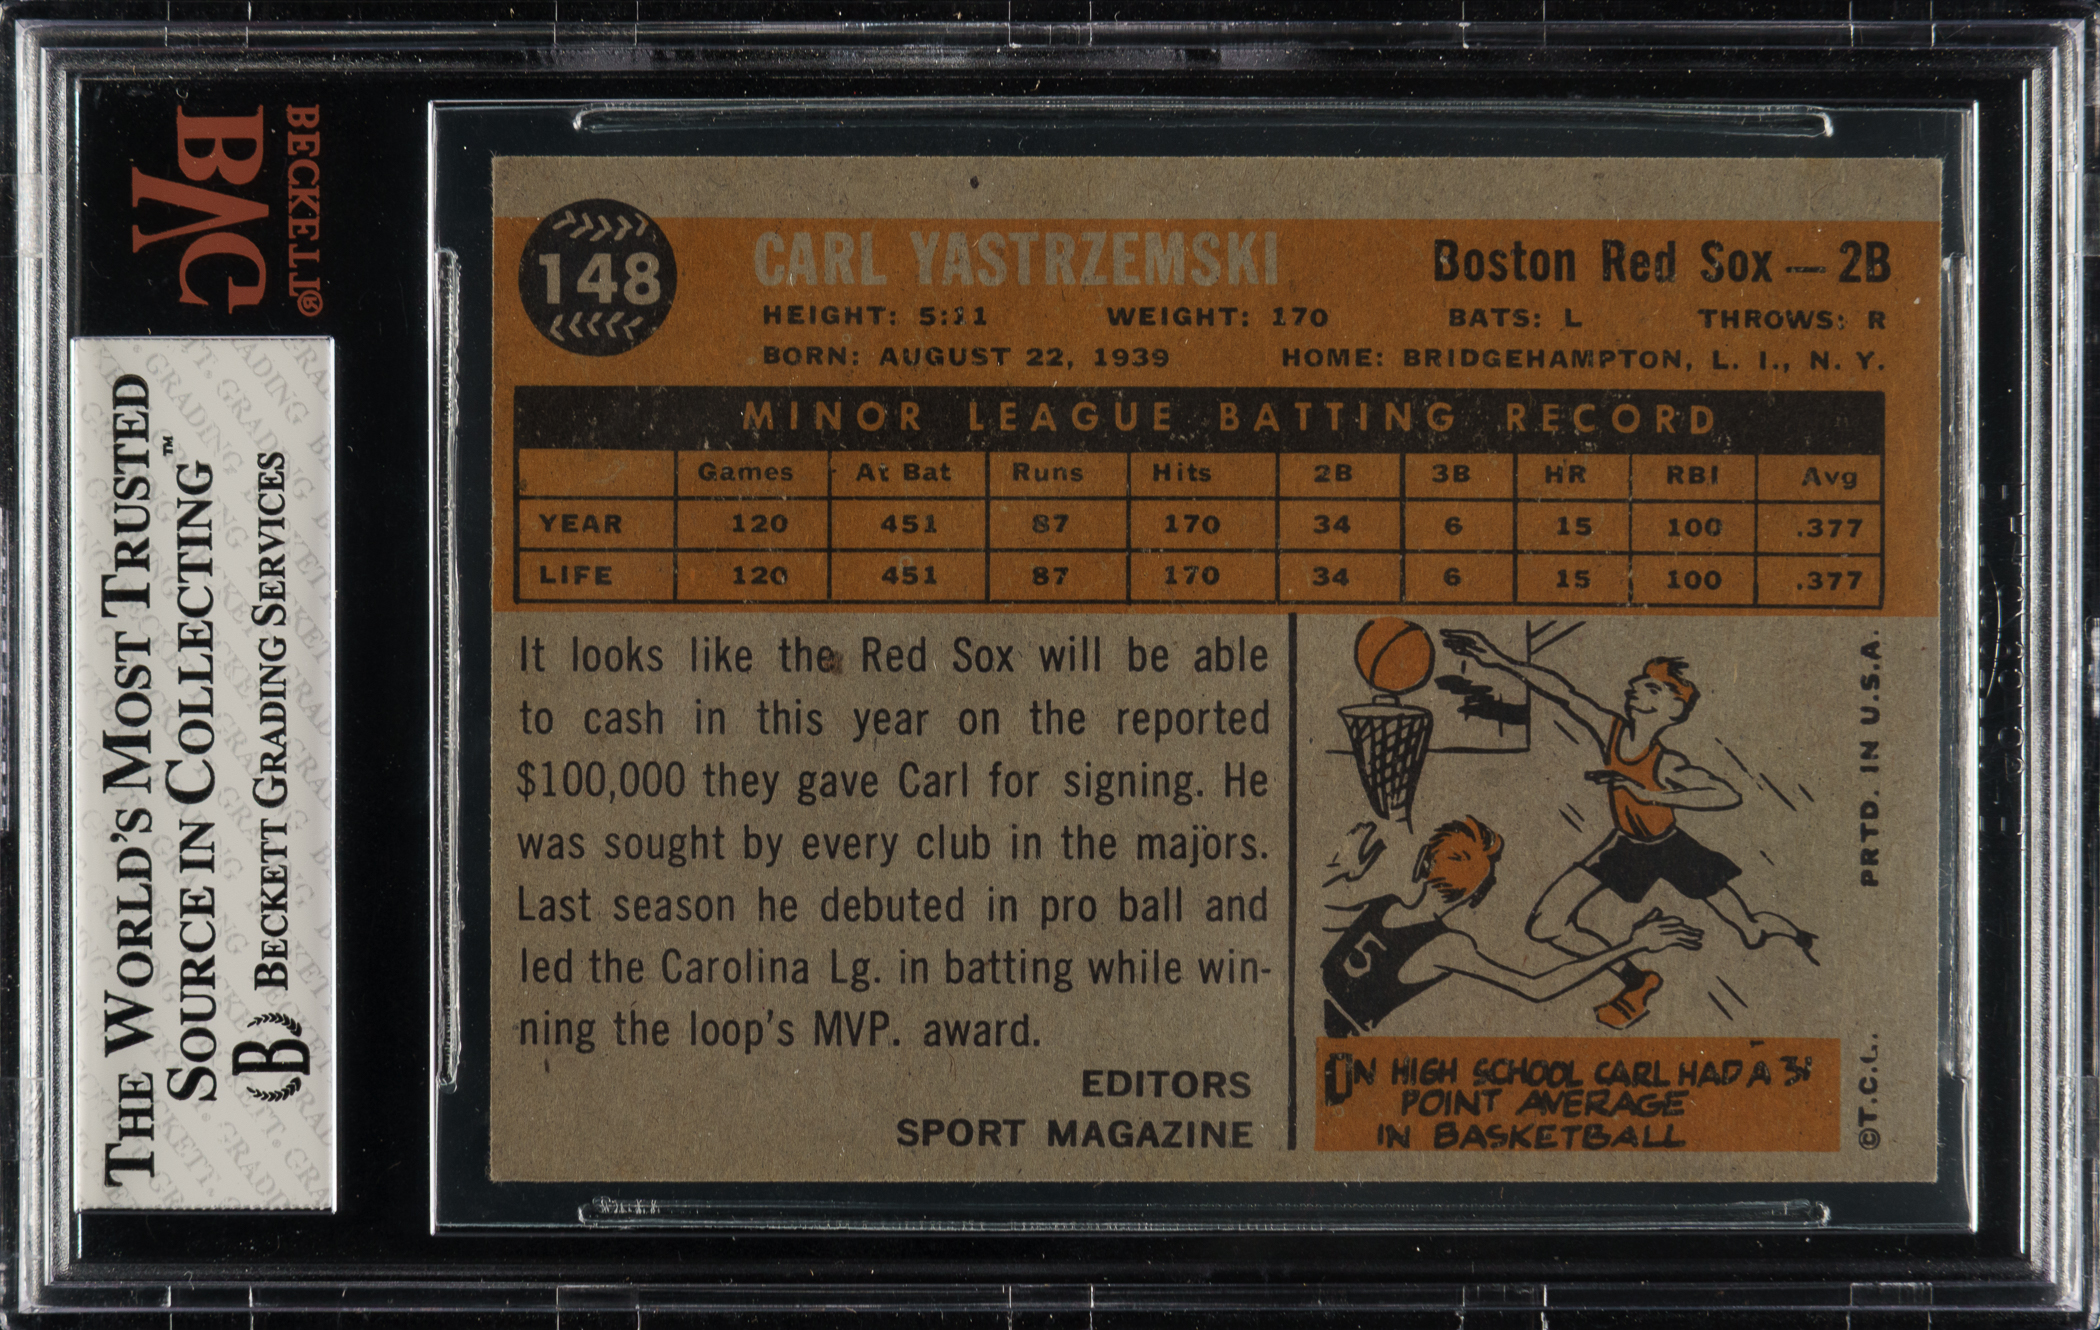 BECKETT®
BVG
THE WORLD'S MOST TRUSTED
SOURCE IN COLLECTING™
BECKETT GRADING SERVICES
148
CARL YASTRZEMSKI
Boston Red Sox — 2B
HEIGHT: 5:11 WEIGHT: 170 BATS: L THROWS: R
BORN: AUGUST 22, 1939 HOME: BRIDGEHAMPTON, L. I., N. Y.
MINOR LEAGUE BATTING RECORD
Games At Bat Runs Hits 2B 3B HR RBI Avg
YEAR 120 451 87 170 34 6 15 100 .377
LIFE 120 451 87 170 34 6 15 100 .377
It looks like the Red Sox will be able
to cash in this year on the reported
$100,000 they gave Carl for signing. He
was sought by every club in the majors.
Last season he debuted in pro ball and
led the Carolina Lg. in batting while win-
ning the loop's MVP. award.
EDITORS
SPORT MAGAZINE
5
IN HIGH SCHOOL CARL HAD A
POINT AVERAGE
IN BASKETBALL
©T.C.G. PRTD. IN U.S.A.